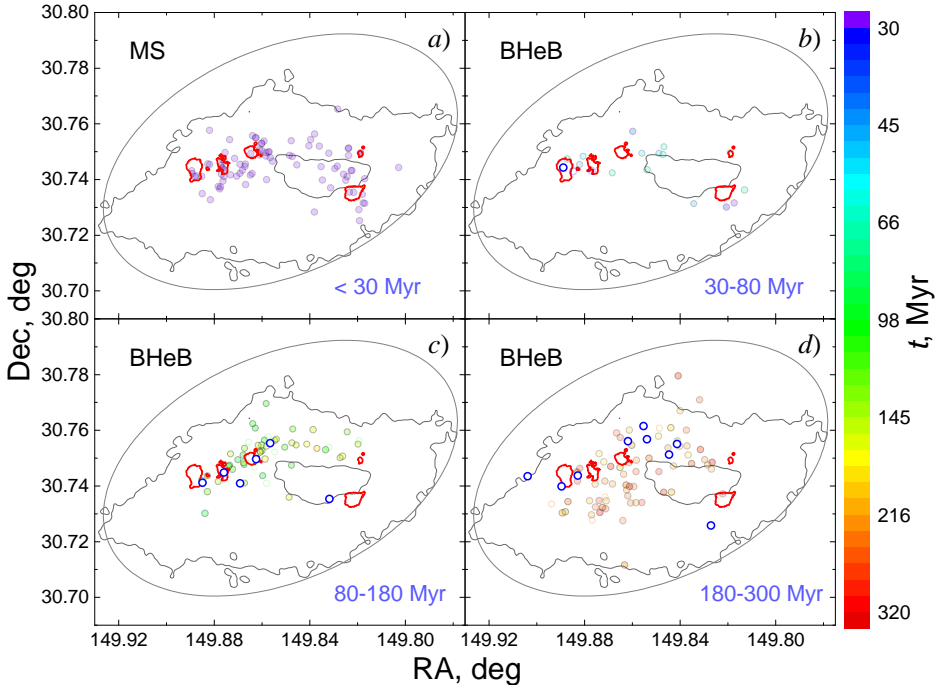 MS
a)
< 30 Myr
BHeB
b)
30-80 Myr
BHeB
c)
80-180 Myr
BHeB
d)
180-300 Myr
30.80
30.78
30.76
30.74
30.72
30.70
30.80
30.78
30.76
30.74
30.72
30.70
Dec, deg
149.92
149.88
149.84
149.80
149.92
149.88
149.84
149.80
RA, deg
30
45
66
98
145
216
320
t, Myr